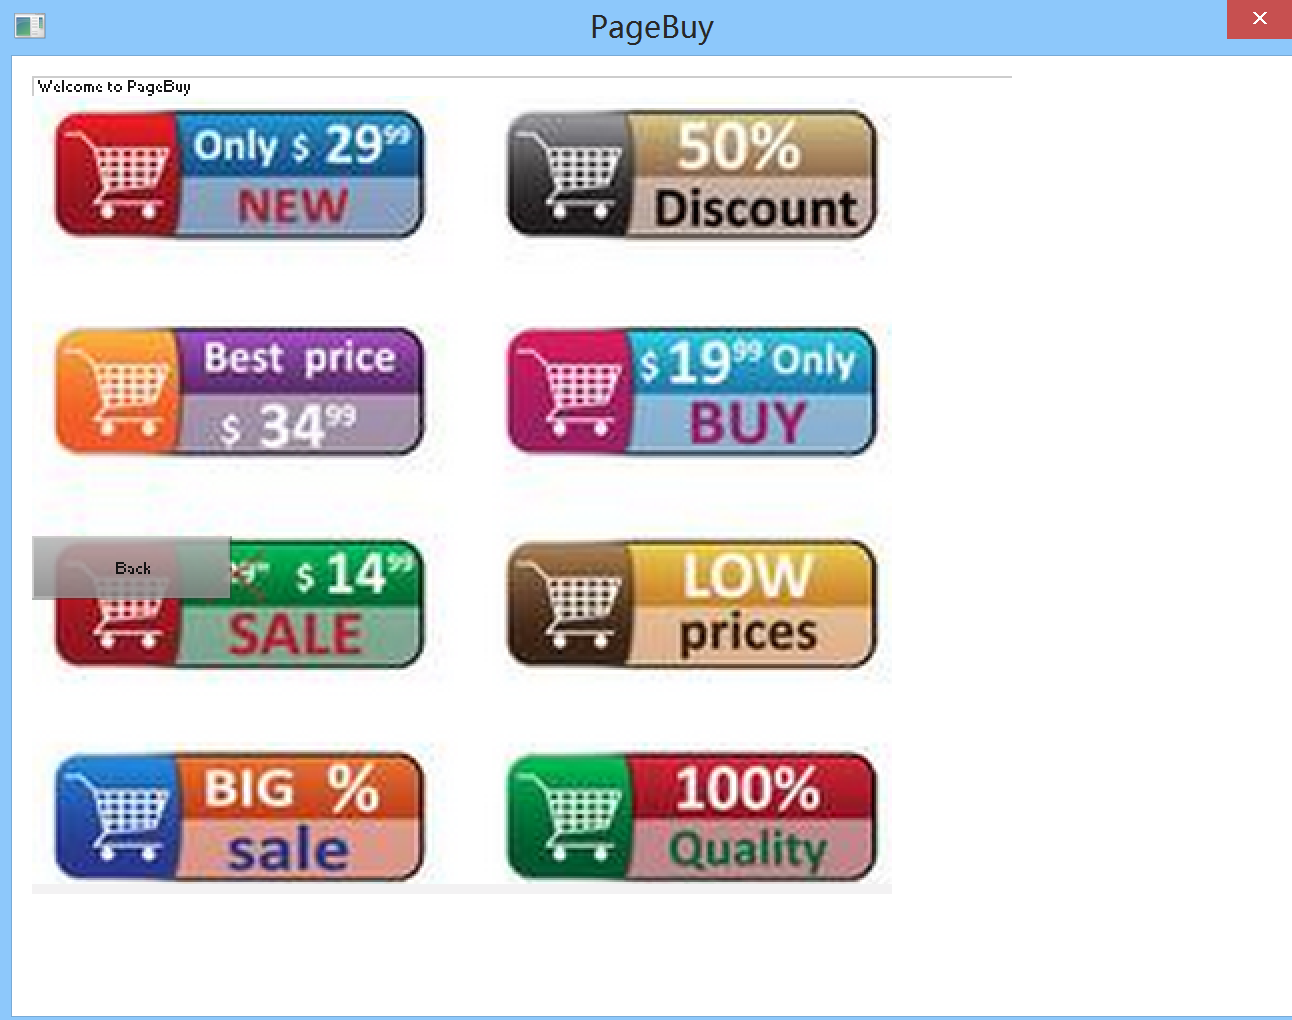 PageBuy
Welcome to PageBuy
Only $ 29⁹⁹
NEW
50%
Discount
Best price
$ 34⁹⁹
$ 19⁹⁹ Only
BUY
Back
$ 14⁹⁹
SALE
LOW
prices
BIG %
sale
100%
Quality